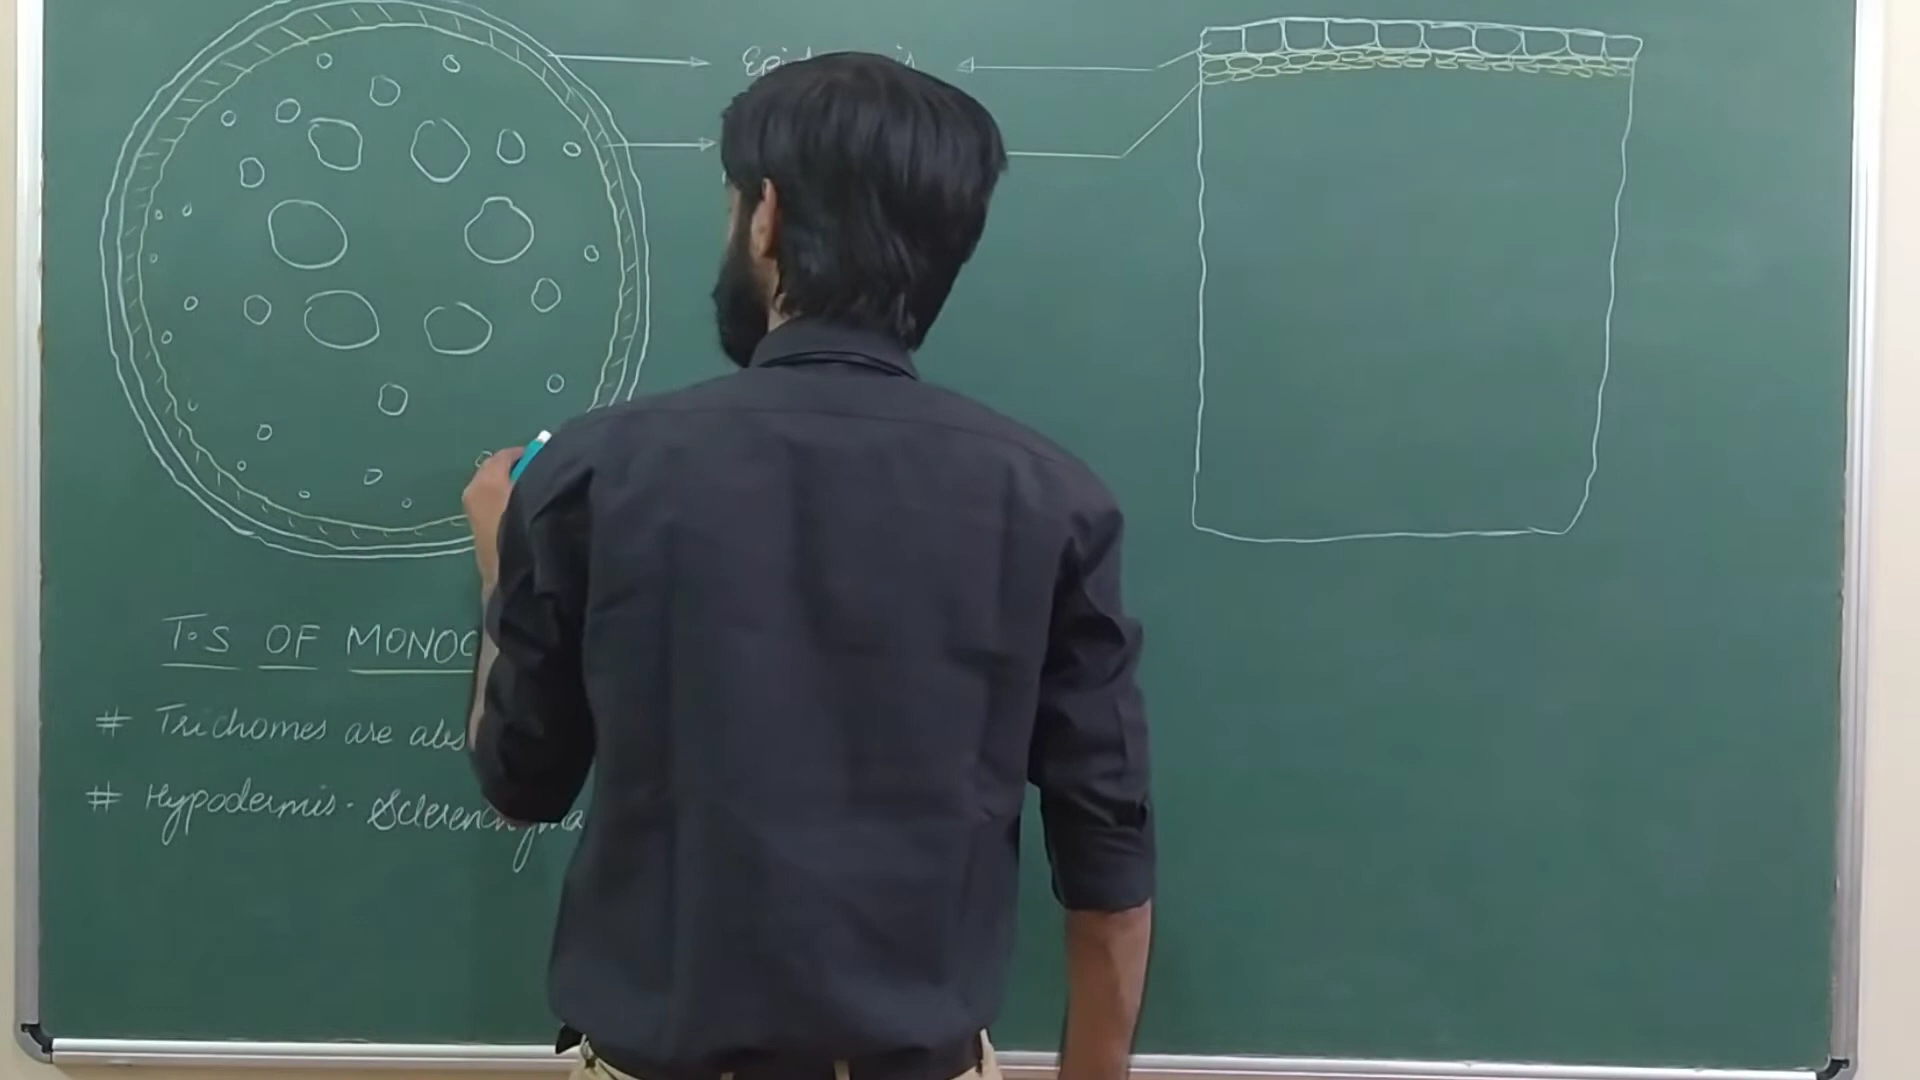 T.S OF MONOC
# Trichomes are abs
# Hypodermis. Sclerenchyma